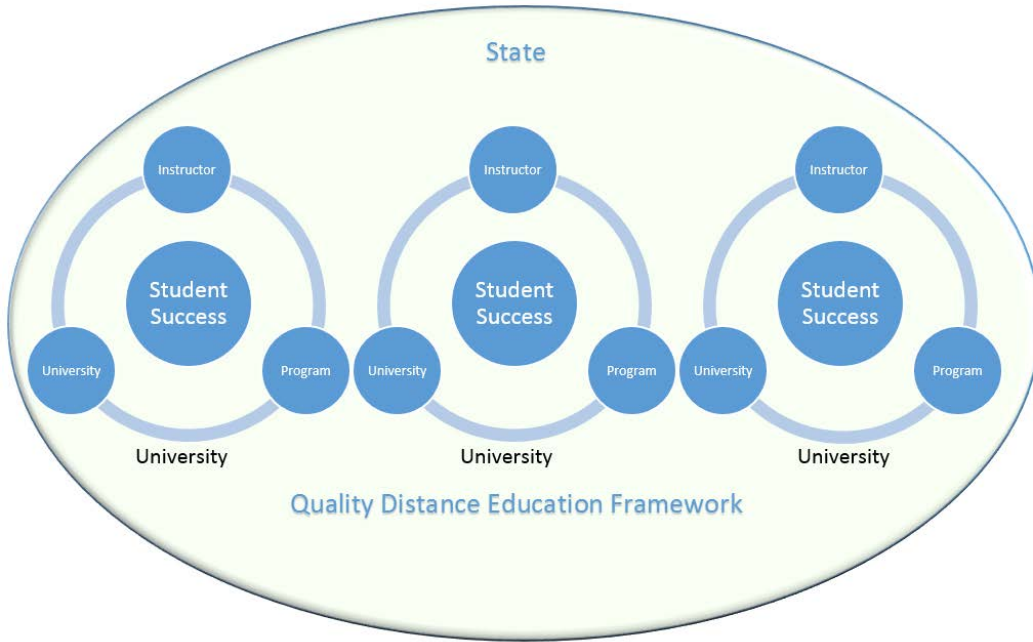 State
Instructor
Instructor
Instructor
Student
Success
Student
Success
Student
Success
University
Program
University
Program
University
Program
University
University
University
Quality Distance Education Framework